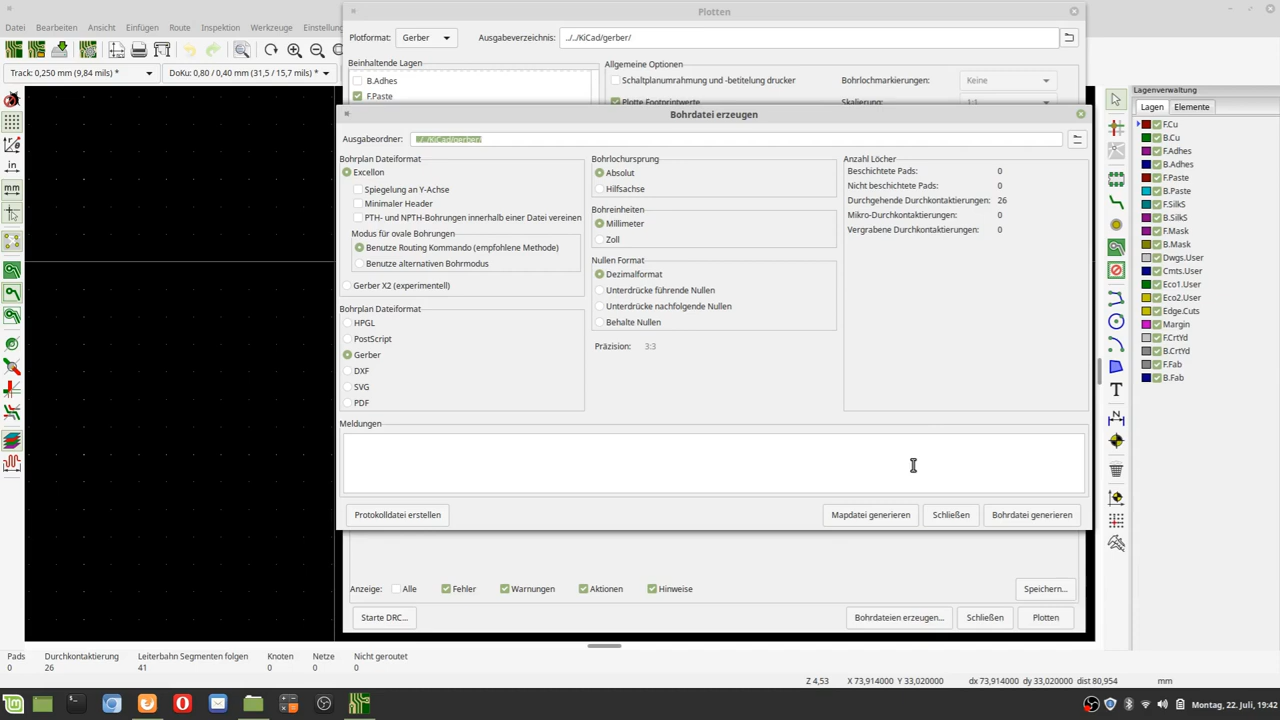 Plotten
Datei Bearbeiten Ansicht Einfügen Route Inspektion Werkzeuge Einstellun
Plotformat: Gerber Ausgabeverzeichnis: ../../KiCad/gerber/
Track: 0,250 mm (9,84 mils) DoKu: 0,80 / 0,40 mm (31,5 / 15,7 mils)
Beinhaltende Lagen
B.Adhes
F.Paste
Allgemeine Optionen
Schaltplanumrahmung und -betitelung drucker
Bohrlochmarkierungen: Keine
Plotte Footprintwerte
Skalierung: 1:1
Bohrdatei erzeugen
Ausgabeordner: ../../KiCad/gerber/
Bohrplan Dateiformat
Excellon
Spiegelung an Y-Achse
Minimaler Header
PTH- und NPTH-Bohrungen innerhalb einer Datei vereinen
Modus für ovale Bohrungen
Benutze Routing Kommando (empfohlene Methode)
Benutze alternativen Bohrmodus
Gerber X2 (experimentell)
Bohrplan Dateiformat
HPGL
PostScript
Gerber
DXF
SVG
PDF
Bohrlochursprung
Absolut
Hilfsachse
Bohreinheiten
Millimeter
Zoll
Nullen Format
Dezimalformat
Unterdrücke führende Nullen
Unterdrücke nachfolgende Nullen
Behalte Nullen
Präzision: 3:3
Anzahl Löcher
Beschichtete Pads: 0
Nicht beschichtete Pads: 0
Durchgehende Durchkontaktierungen: 26
Mikro-Durchkontaktierungen: 0
Vergrabene Durchkontaktierungen: 0
Meldungen
Protokolldatei erstellen Mapdatei generieren Schließen Bohrdatei generieren
Anzeige: Alle Fehler Warnungen Aktionen Hinweise Speichern...
Starte DRC... Bohrdateien erzeugen... Schließen Plotten
in
mm
Lagenverwaltung
Lagen Elemente
F.Cu
B.Cu
F.Adhes
B.Adhes
F.Paste
B.Paste
F.SilkS
B.SilkS
F.Mask
B.Mask
Dwgs.User
Cmts.User
Eco1.User
Eco2.User
Edge.Cuts
Margin
F.CrtYd
B.CrtYd
F.Fab
B.Fab
Pads Durchkontaktierung Leiterbahn Segmenten folgen Knoten Netze Nicht geroutet
0 26 41 0 0 0
Z 4,53 X 73,914000 Y 33,020000 dx 73,914000 dy 33,020000 dist 80,954 mm
Montag, 22. Juli, 19:42